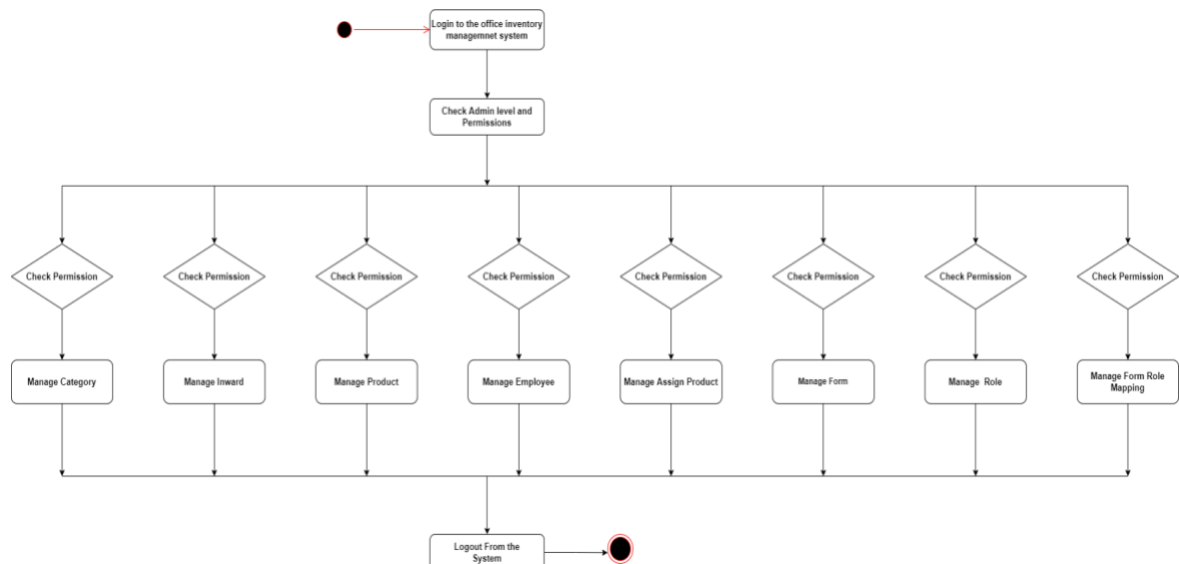 Login to the office inventory
managemnet system
Check Admin level and
Permissions
Check Permission
Check Permission
Check Permission
Check Permission
Check Permission
Check Permission
Check Permission
Check Permission
Manage Category
Manage Inward
Manage Product
Manage Employee
Manage Assign Product
Manage Form
Manage Role
Manage Form Role
Mapping
Logout From the
System